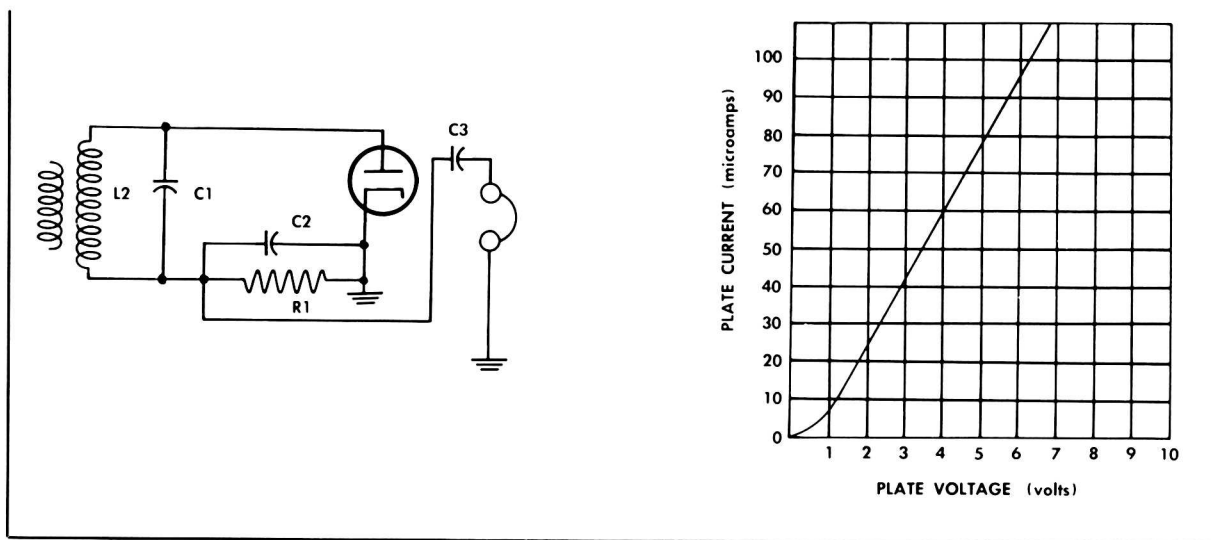 L2
C1
C2
R1
C3
PLATE CURRENT (microamps)
100
90
80
70
60
50
40
30
20
10
0
1 2 3 4 5 6 7 8 9 10
PLATE VOLTAGE (volts)